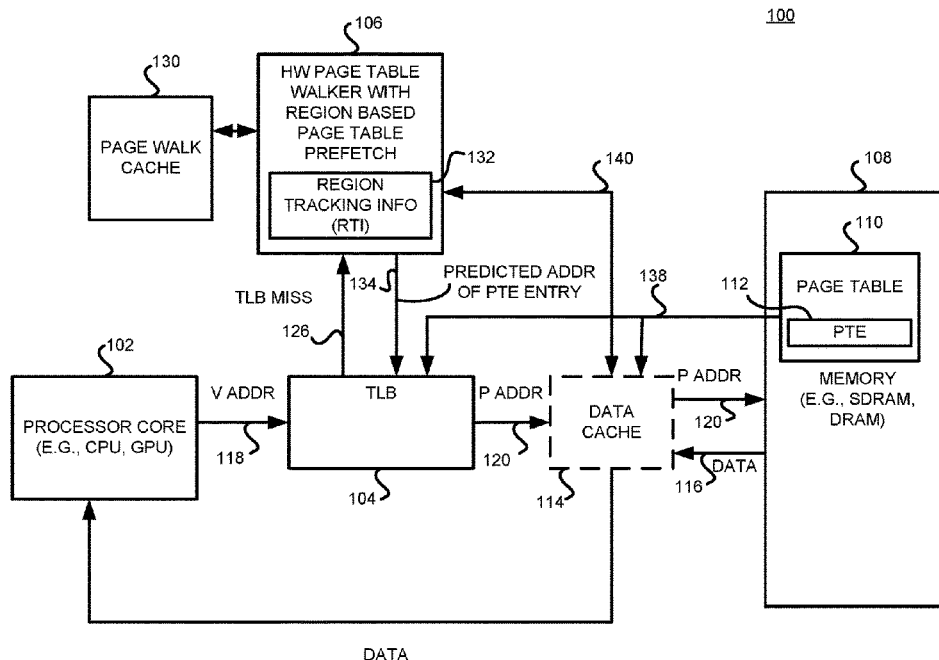 100
106
130
HW PAGE TABLE
WALKER WITH
REGION BASED
PAGE TABLE
PREFETCH
PAGE WALK
CACHE
132
REGION
TRACKING INFO
(RTI)
140
108
110
PAGE TABLE
112
PTE
MEMORY
(E.G., SDRAM,
DRAM)
134
PREDICTED ADDR
OF PTE ENTRY
TLB MISS
126
138
102
PROCESSOR CORE
(E.G., CPU, GPU)
V ADDR
118
TLB
104
P ADDR
120
DATA
CACHE
114
P ADDR
120
116
DATA
DATA